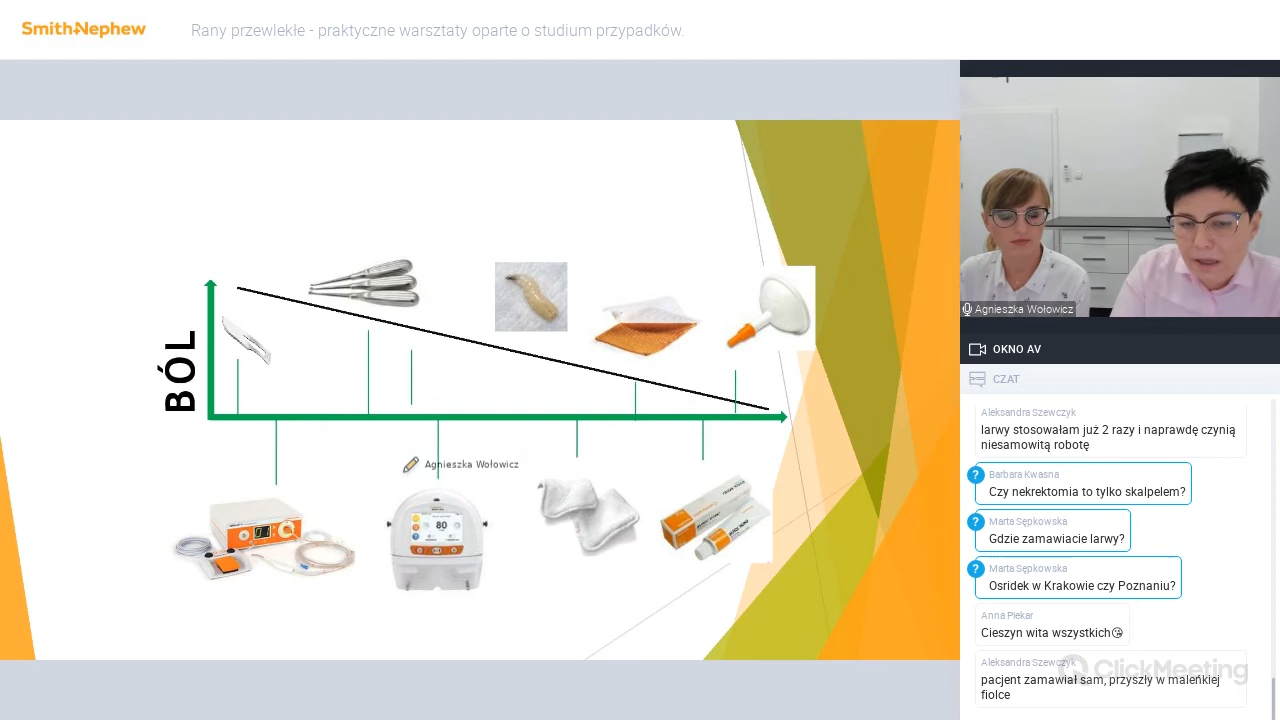 Smith+Nephew
Rany przewlekłe - praktyczne warsztaty oparte o studium przypadków.
BÓL
Agnieszka Wołowicz
80
Agnieszka Wołowicz
OKNO AV
CZAT
Aleksandra Szewczyk
larwy stosowałam już 2 razy i naprawdę czynią
niesamowitą robotę
? Barbara Kwasna
Czy nekrektomia to tylko skalpelem?
? Marta Sępkowska
Gdzie zamawiacie larwy?
? Marta Sępkowska
Osridek w Krakowie czy Poznaniu?
Anna Piekar
Cieszyn wita wszystkich😘
Aleksandra Szewczyk
pacjent zamawiał sam, przyszły w maleńkiej
fiolce
ClickMeeting